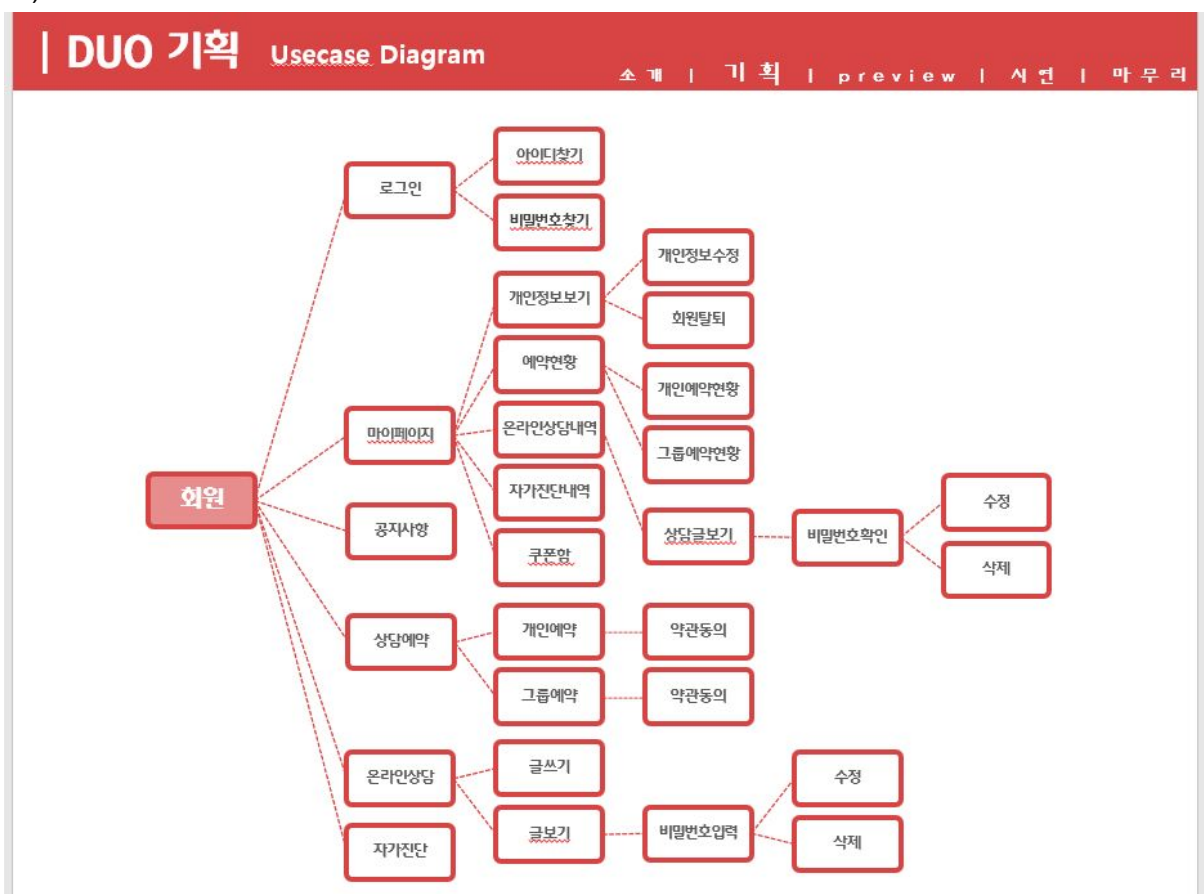 | DUO 기획 Usecase Diagram
소개 | 기획 | preview | 시연 | 마무리
회원
로그인
아이디찾기
비밀번호찾기
마이페이지
개인정보보기
개인정보수정
회원탈퇴
예약현황
개인예약현황
그룹예약현황
온라인상담내역
상담글보기
비밀번호확인
수정
삭제
자가진단내역
쿠폰함
공지사항
상담예약
개인예약
약관동의
그룹예약
약관동의
온라인상담
글쓰기
글보기
비밀번호입력
수정
삭제
자가진단